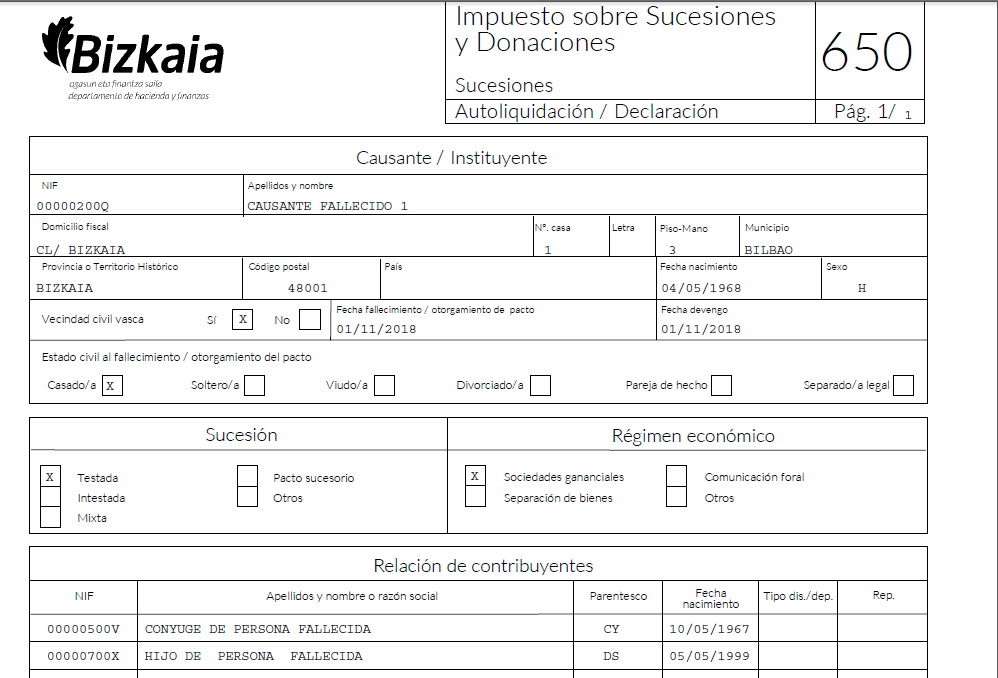 Bizkaia
ogasun eta finantza saila
departamento de hacienda y finanzas
Impuesto sobre Sucesiones
y Donaciones
650
Sucesiones
Autoliquidación / Declaración
Pág. 1/ 1
Causante / Instituyente
NIF Apellidos y nombre
00000200Q CAUSANTE FALLECIDO 1
Domicilio fiscal Nº. casa Letra Piso-Mano Municipio
CL/ BIZKAIA 1 3 BILBAO
Provincia o Territorio Histórico Código postal País Fecha nacimiento Sexo
BIZKAIA 48001 04/05/1968 H
Vecindad civil vasca Sí X No Fecha fallecimiento / otorgamiento de pacto Fecha devengo
01/11/2018 01/11/2018
Estado civil al fallecimiento / otorgamiento del pacto
Casado/a X Soltero/a Viudo/a Divorciado/a Pareja de hecho Separado/a legal
Sucesión Régimen económico
X Testada Pacto sucesorio X Sociedades gananciales Comunicación foral
Intestada Otros Separación de bienes Otros
Mixta
Relación de contribuyentes
NIF Apellidos y nombre o razón social Parentesco Fecha nacimiento Tipo dis./dep. Rep.
00000500V CONYUGE DE PERSONA FALLECIDA CY 10/05/1967
00000700X HIJO DE PERSONA FALLECIDA DS 05/05/1999